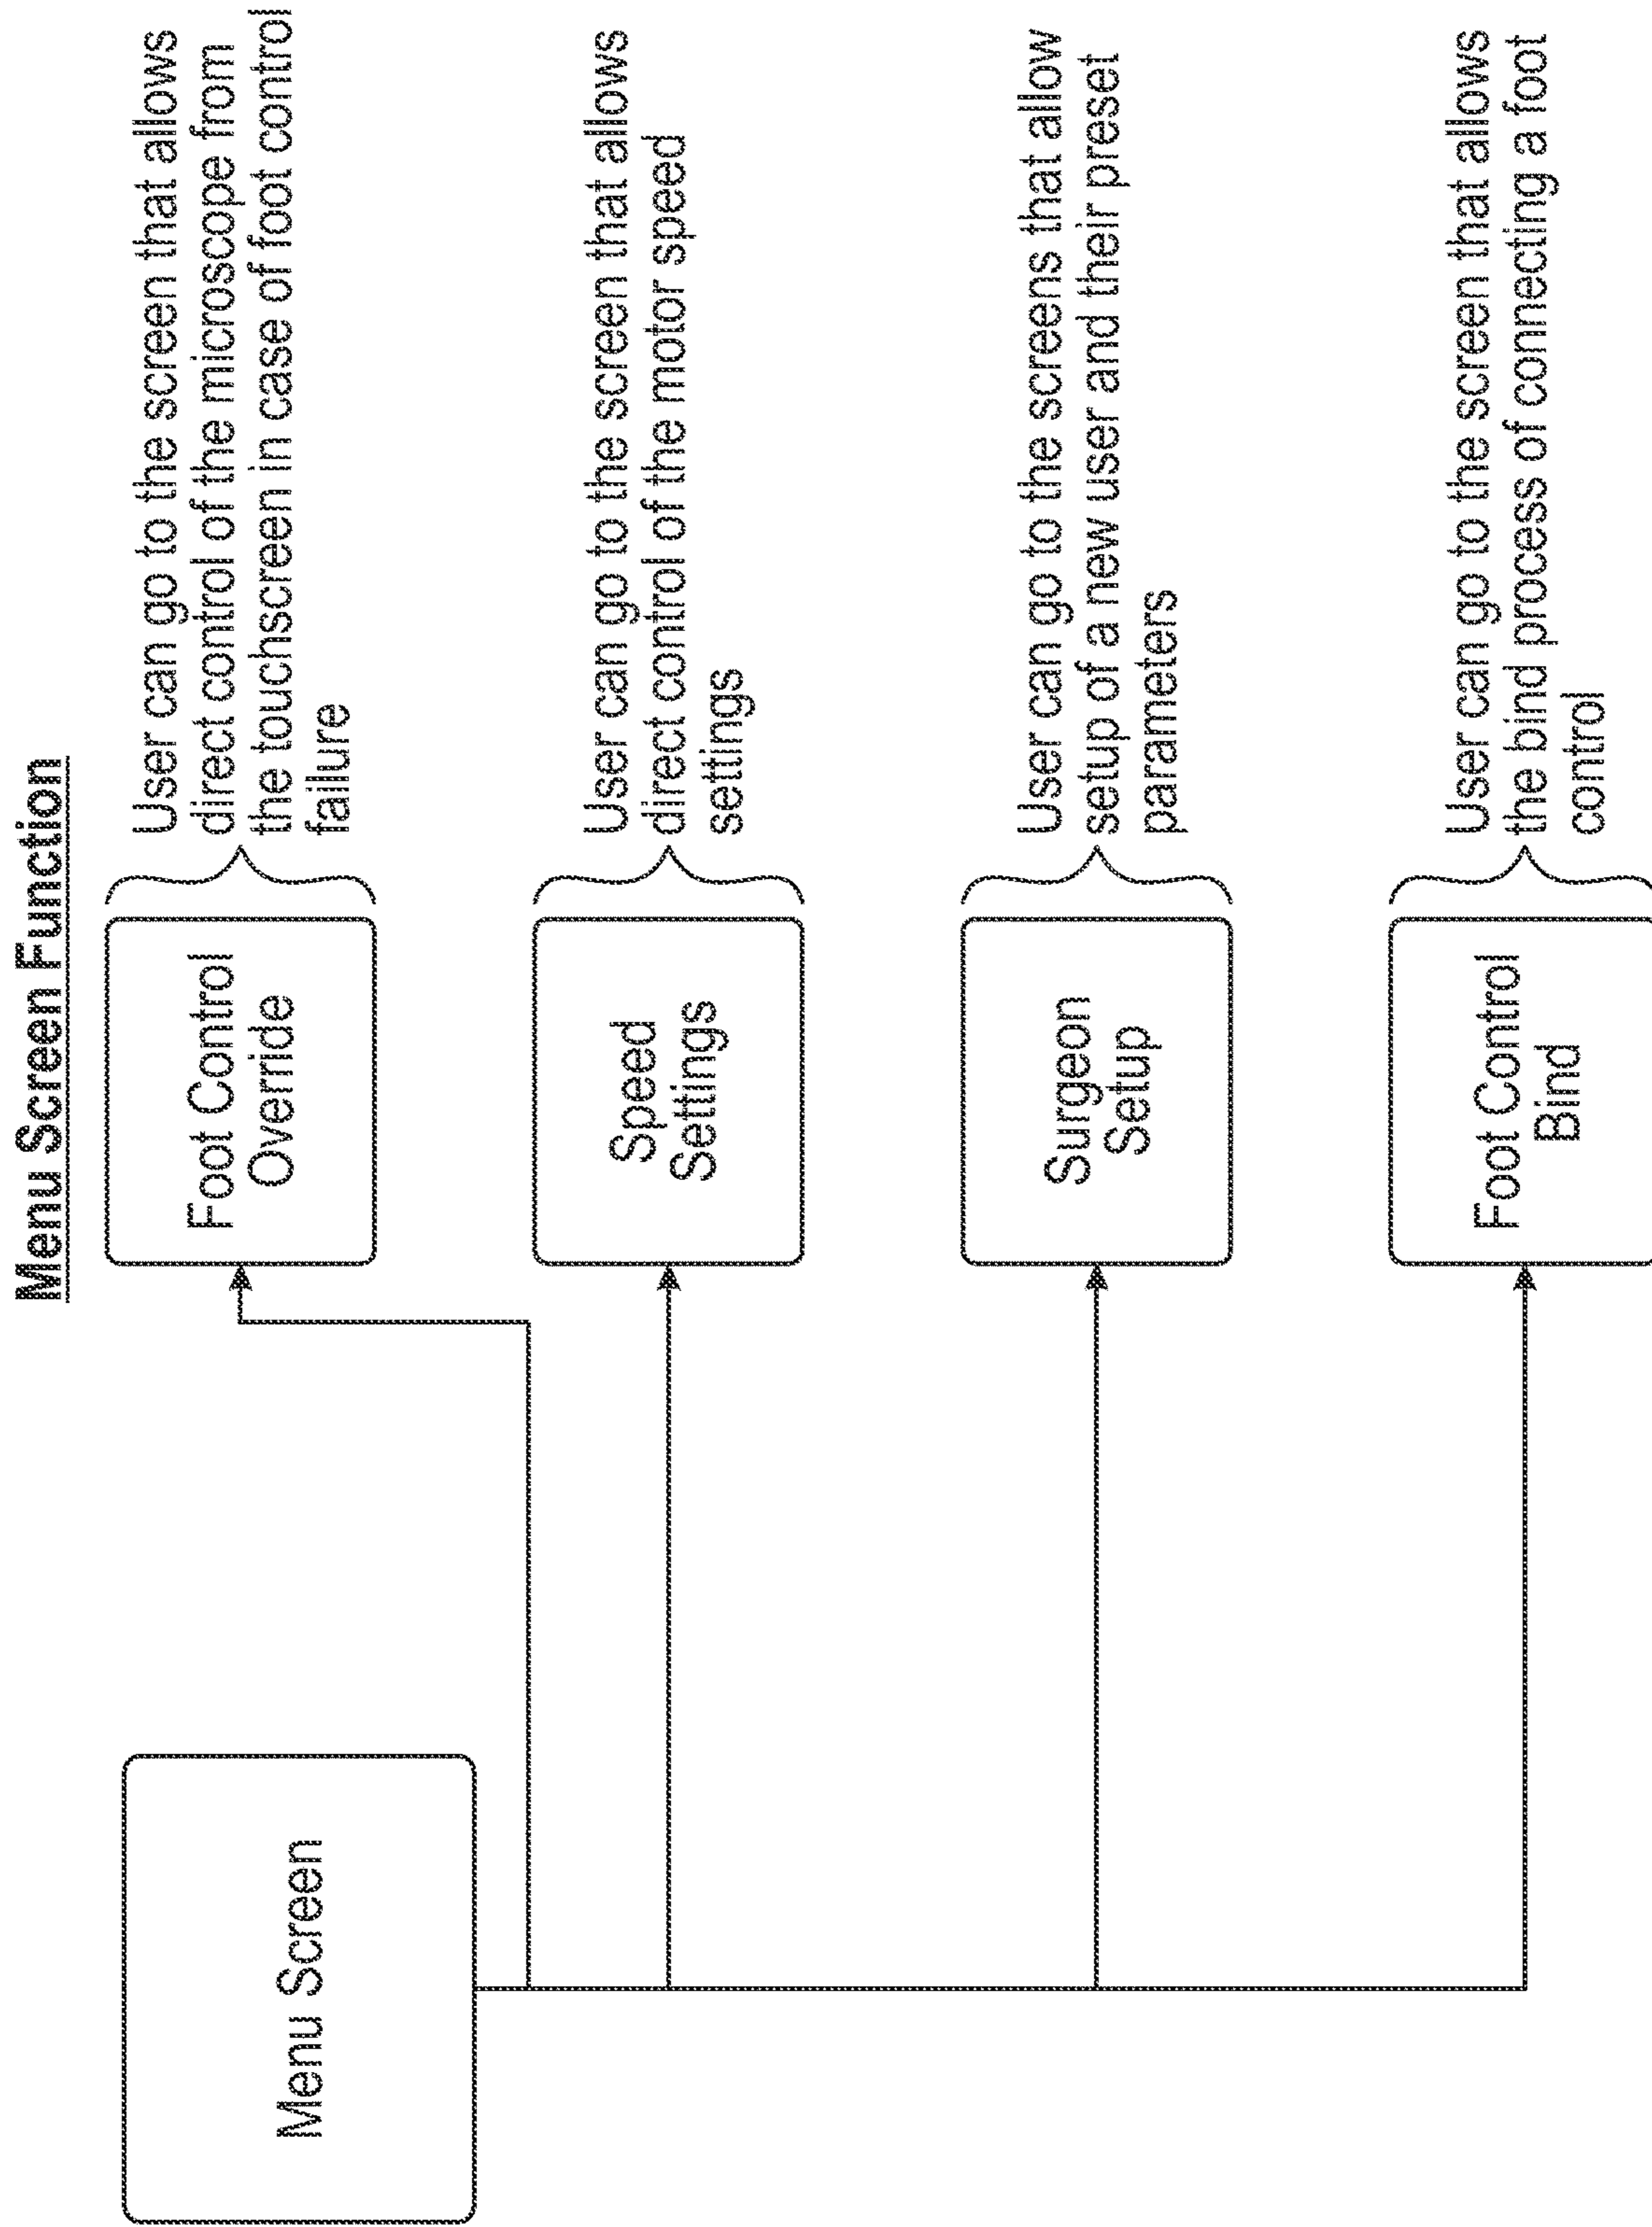 Menu Screen Function
Menu Screen
Foot Control
Override
User can go to the screen that allows
direct control of the microscope from
the touchscreen in case of foot control
failure
Speed
Settings
User can go to the screen that allows
direct control of the motor speed
settings
Surgeon
Setup
User can go to the screens that allow
setup of a new user and their preset
parameters
Foot Control
Bind
User can go to the screen that allows
the bind process of connecting a foot
control